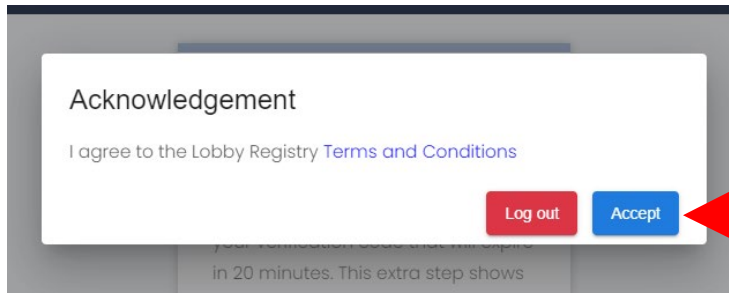 Acknowledgement
I agree to the Lobby Registry Terms and Conditions
Log out Accept
your verification code that will expire
in 20 minutes. This extra step shows